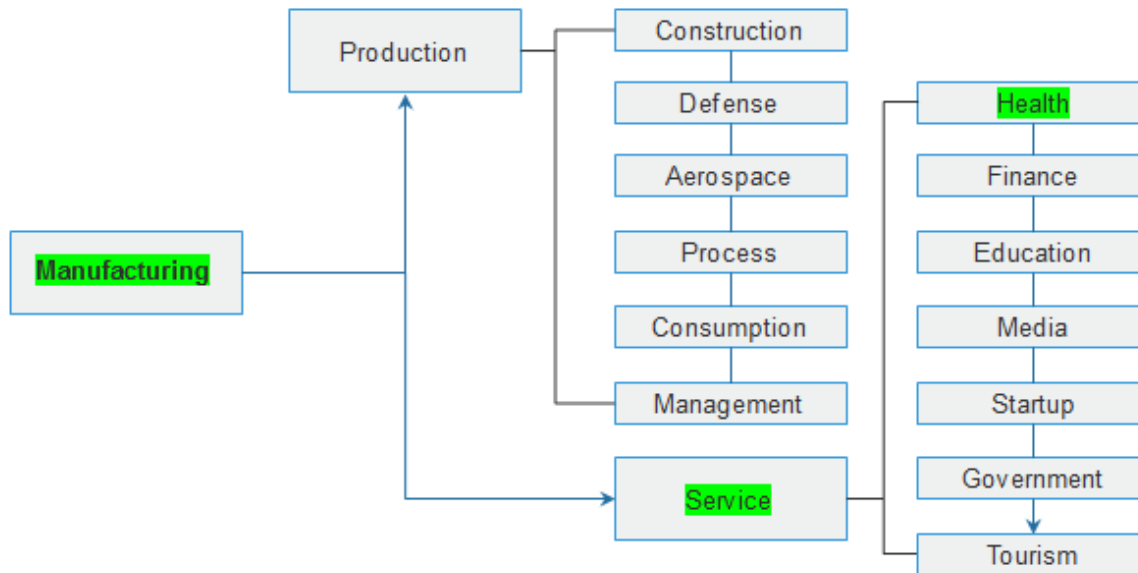 Production
Manufacturing
Construction
Defense
Aerospace
Process
Consumption
Management
Service
Health
Finance
Education
Media
Startup
Government
Tourism